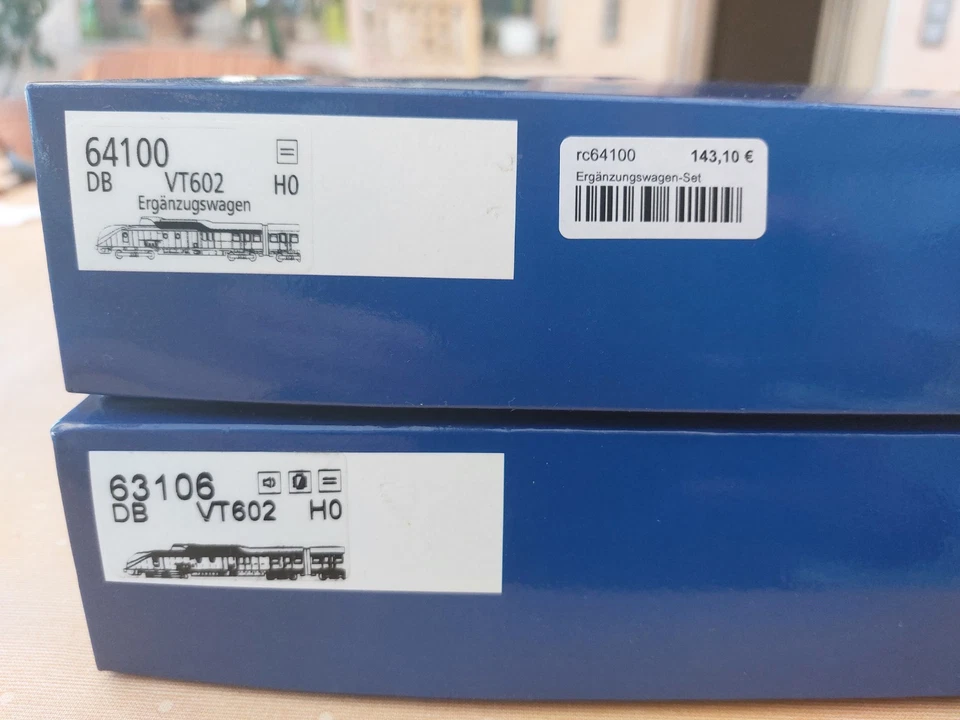 64100
DB VT602 H0
Ergänzugswagen
rc64100 143,10 €
Ergänzungswagen-Set
63106
DB VT602 H0